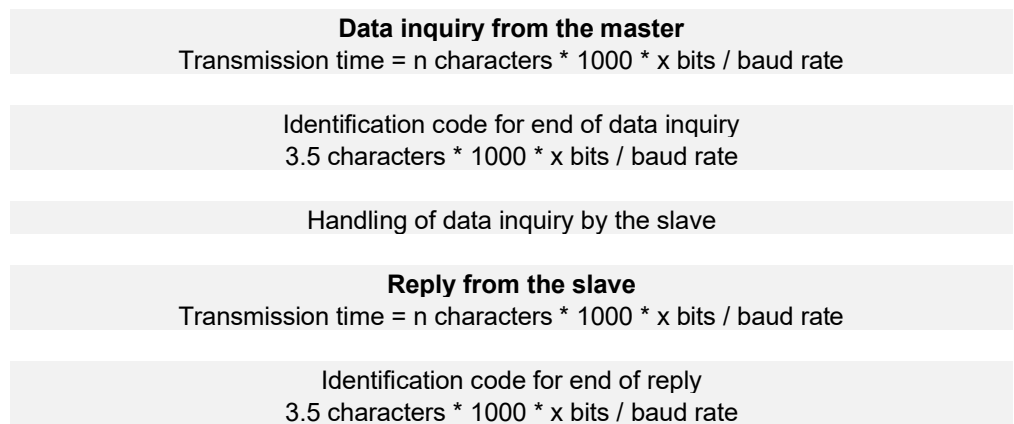 Data inquiry from the master
Transmission time = n characters * 1000 * x bits / baud rate
Identification code for end of data inquiry
3.5 characters * 1000 * x bits / baud rate
Handling of data inquiry by the slave
Reply from the slave
Transmission time = n characters * 1000 * x bits / baud rate
Identification code for end of reply
3.5 characters * 1000 * x bits / baud rate